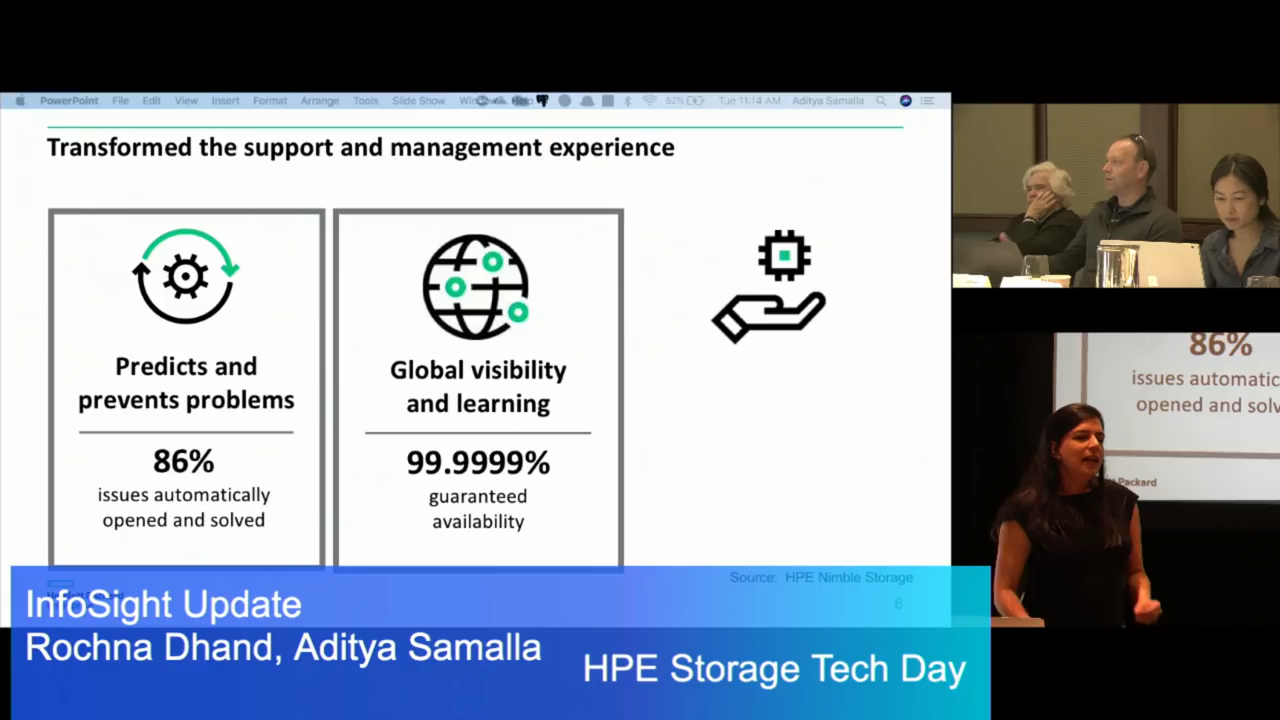 PowerPoint File Edit View Insert Format Arrange Tools Slide Show Help 82% Tue 11:14 AM Aditya Samalla
Transformed the support and management experience
Predicts and
prevents problems
86%
issues automatically
opened and solved
Global visibility
and learning
99.9999%
guaranteed
availability
Source: HPE Nimble Storage
6
86%
issues automatic
opened and solv
Packard
InfoSight Update
Rochna Dhand, Aditya Samalla
HPE Storage Tech Day